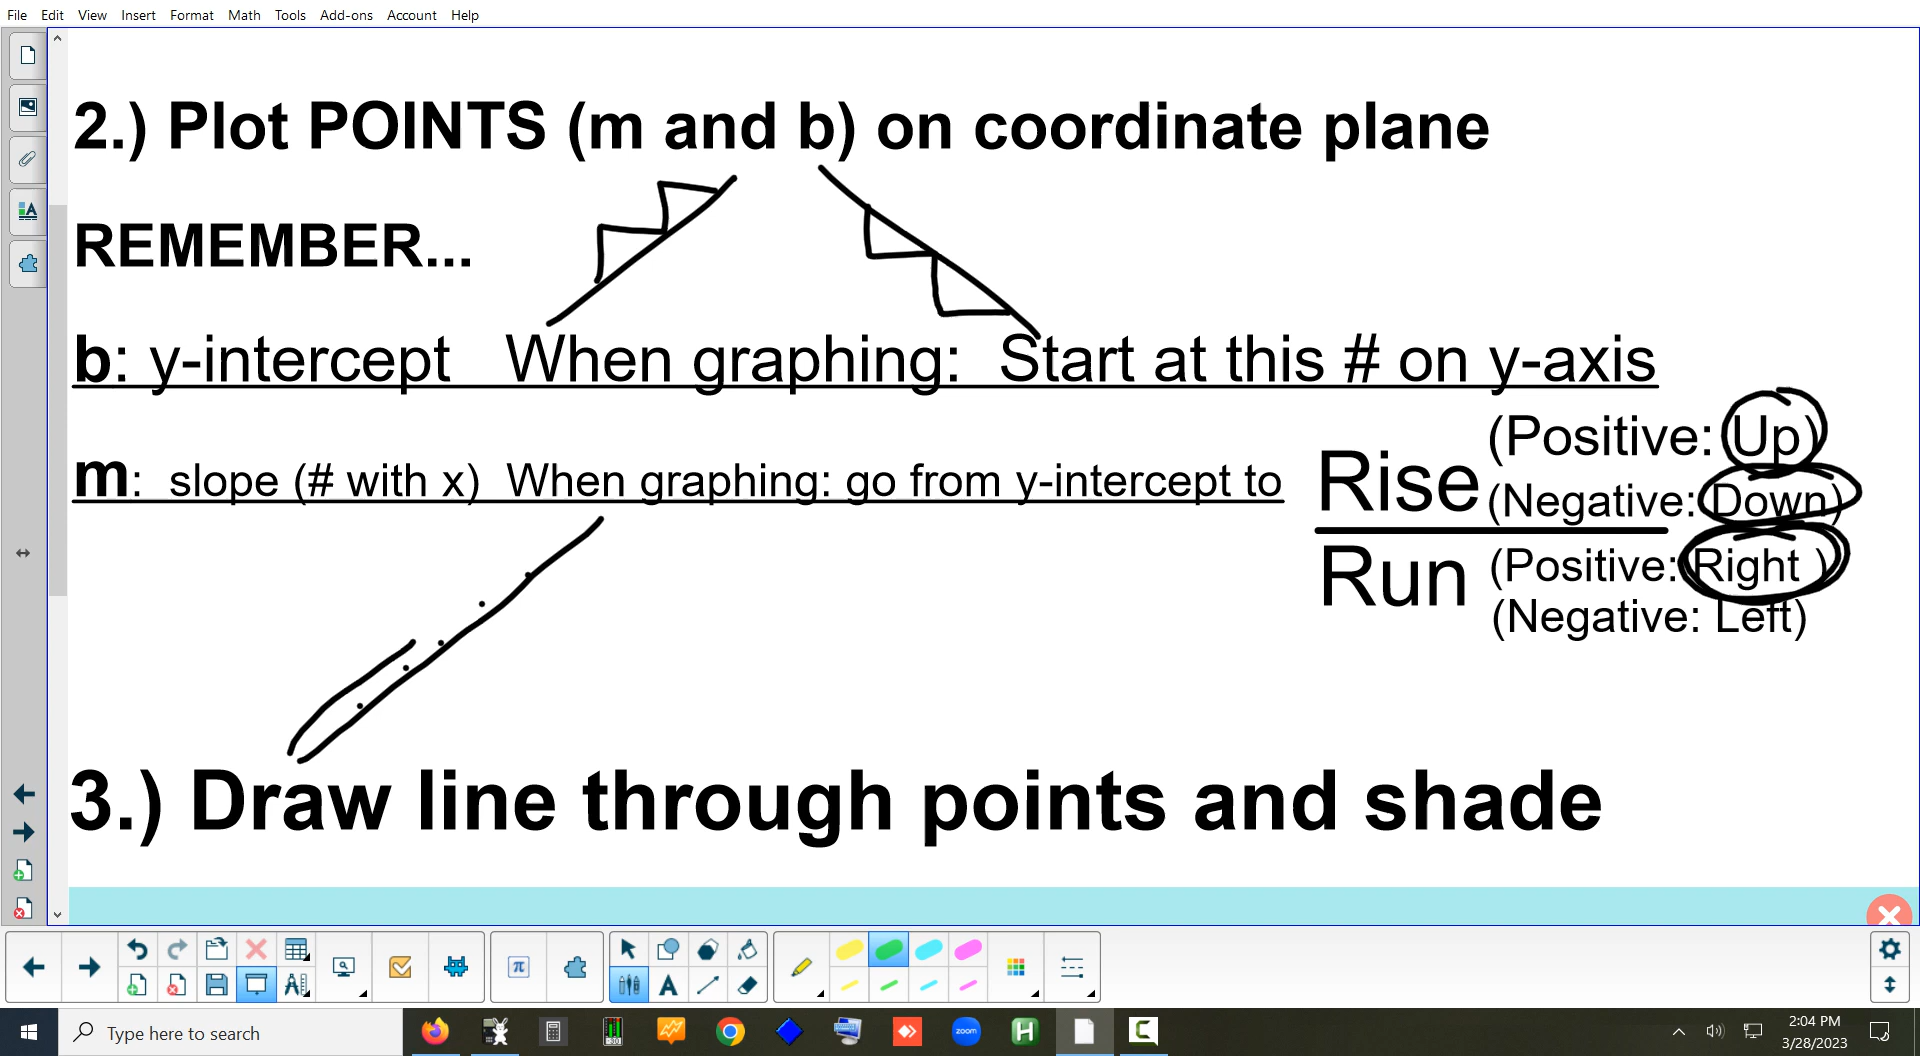 File Edit View Insert Format Math Tools Add-ons Account Help
2.) Plot POINTS (m and b) on coordinate plane
REMEMBER...
b: y-intercept When graphing: Start at this # on y-axis
m: slope (# with x) When graphing: go from y-intercept to
Rise
(Positive: Up)
(Negative: Down)
Run
(Positive: Right )
(Negative: Left)
3.) Draw line through points and shade
A
π
A
zoom
H
C
Type here to search
2:04 PM
3/28/2023